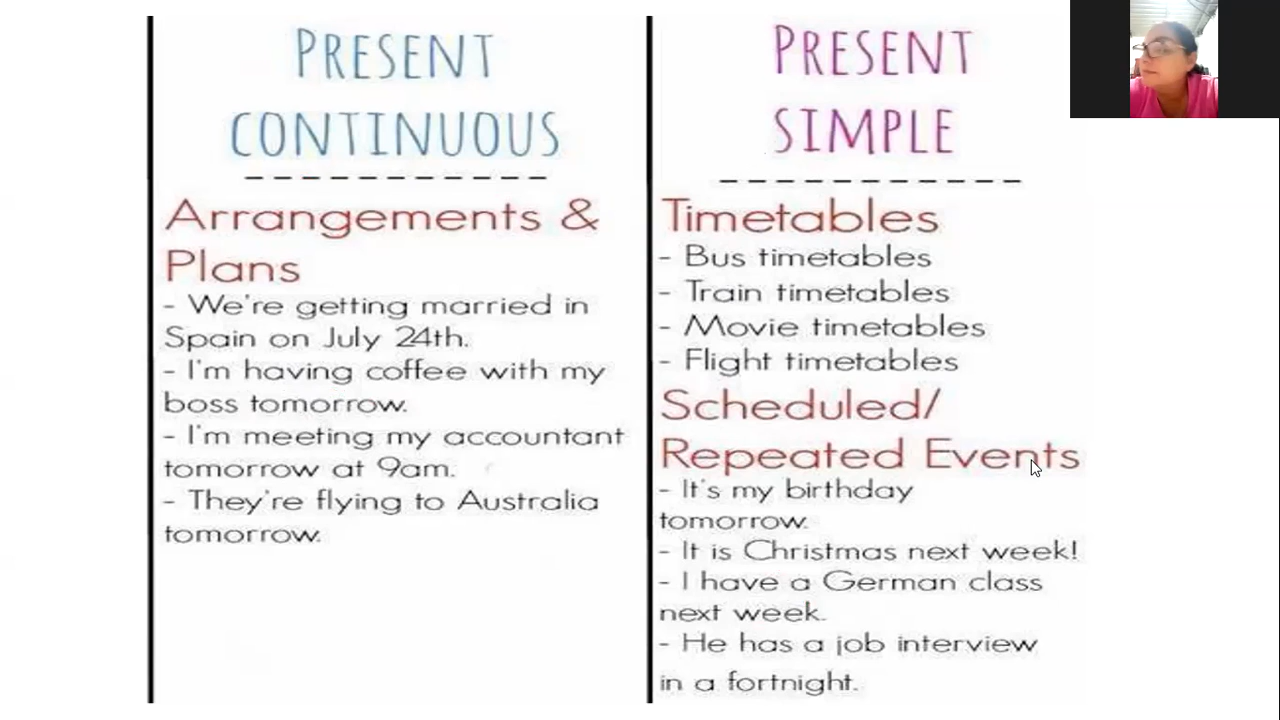 PRESENT
CONTINUOUS
Arrangements &
Plans
- We're getting married in
Spain on July 24th.
- I'm having coffee with my
boss tomorrow.
- I'm meeting my accountant
tomorrow at 9am.
- They're flying to Australia
tomorrow.
PRESENT
SIMPLE
Timetables
- Bus timetables
- Train timetables
- Movie timetables
- Flight timetables
Scheduled/
Repeated Events
- It's my birthday
tomorrow.
- It is Christmas next week!
- I have a German class
next week.
- He has a job interview
in a fortnight.